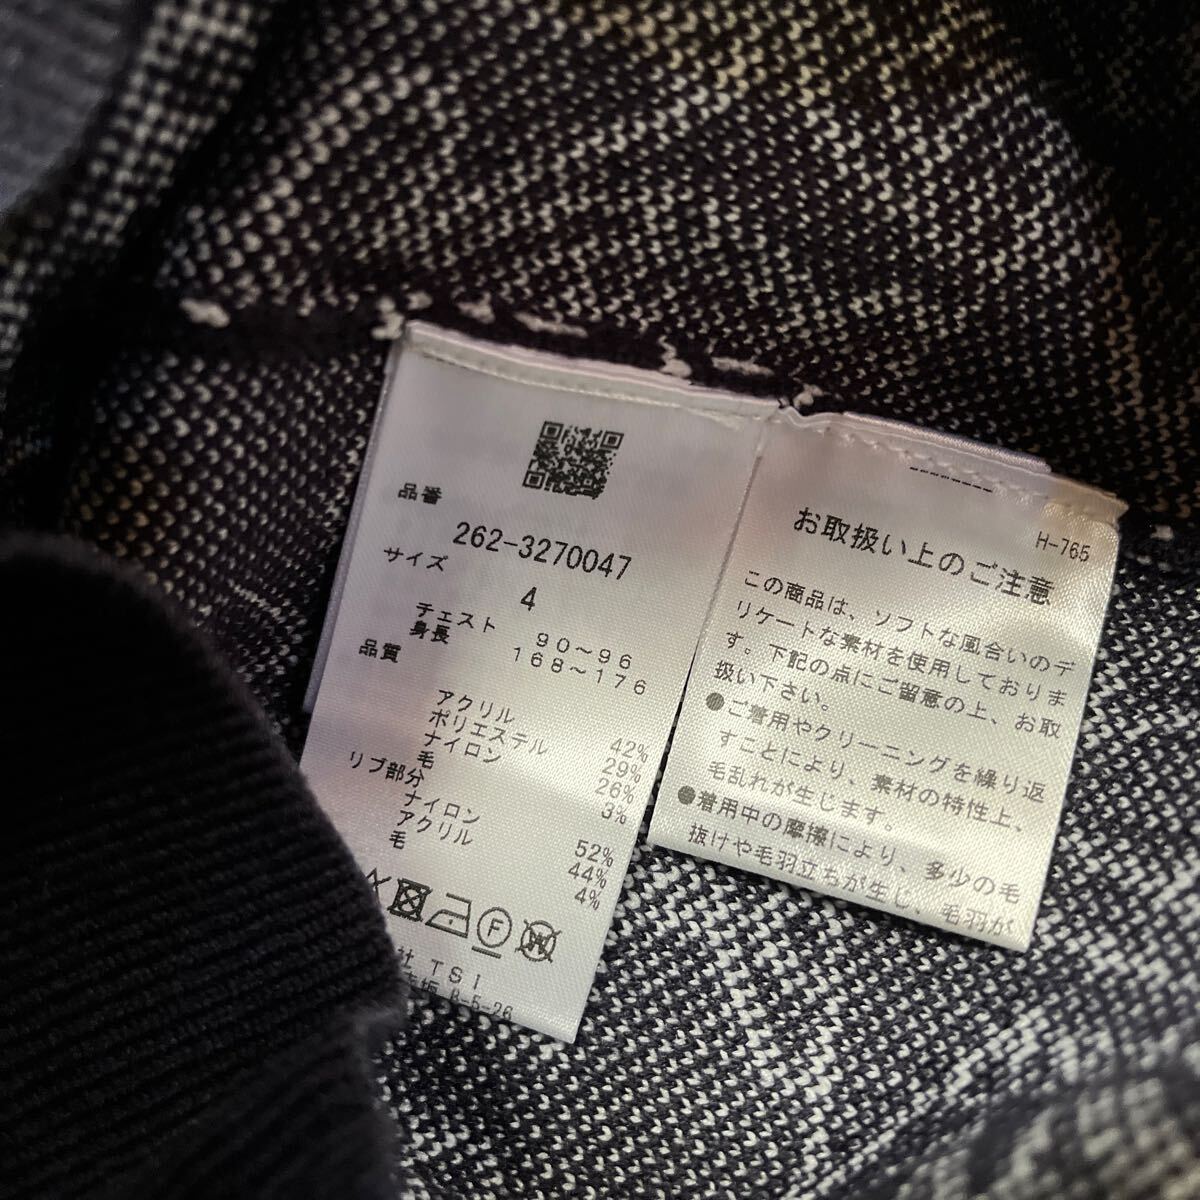 品番
262-3270047
サイズ
4
チェスト 90～96
身長 168～176
品質
アクリル 42%
ポリエステル 29%
ナイロン 26%
毛 3%
リブ部分
ナイロン 52%
アクリル 44%
毛 4%
F
W
社 TSI
8-5-26
H-765
お取扱い上のご注意
この商品は、ソフトな風合いのデ
リケートな素材を使用しておりま
す。下記の点にご留意の上、お取
扱い下さい。
●ご着用やクリーニングを繰り返
すことにより、素材の特性上、
毛乱れが生じます。
●着用中の摩擦により、多少の毛
抜けや毛羽立ちが生じ、毛羽が